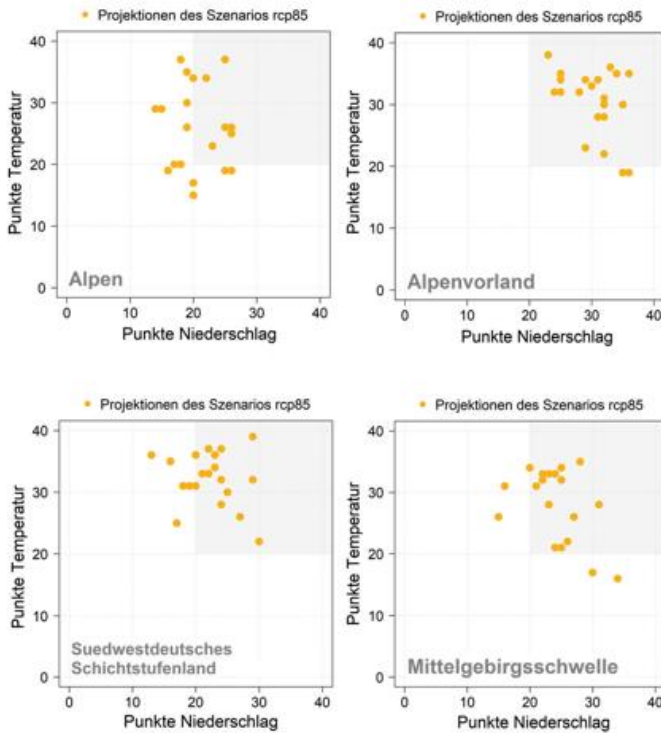 Projektionen des Szenarios rcp85
40
30
20
10
0
Punkte Temperatur
Alpen
0 10 20 30 40
Punkte Niederschlag
Projektionen des Szenarios rcp85
40
30
20
10
0
Punkte Temperatur
Alpenvorland
0 10 20 30 40
Punkte Niederschlag
Projektionen des Szenarios rcp85
40
30
20
10
0
Punkte Temperatur
Suedwestdeutsches
Schichtstufenland
0 10 20 30 40
Punkte Niederschlag
Projektionen des Szenarios rcp85
40
30
20
10
0
Punkte Temperatur
Mittelgebirgsschwelle
0 10 20 30 40
Punkte Niederschlag